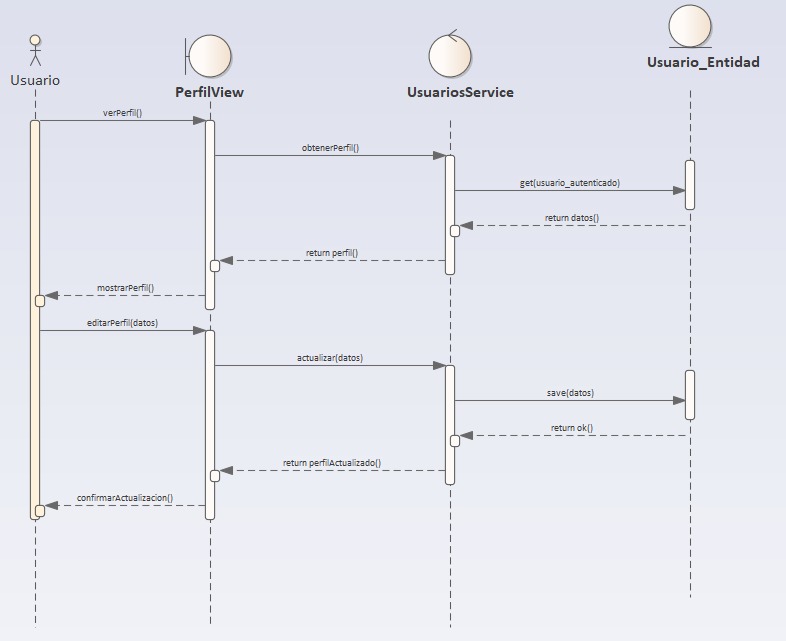 Usuario
PerfilView
UsuariosService
Usuario_Entidad
verPerfil()
obtenerPerfil()
get(usuario_autenticado)
return datos()
return perfil()
mostrarPerfil()
editarPerfil(datos)
actualizar(datos)
save(datos)
return ok()
return perfilActualizado()
confirmarActualizacion()